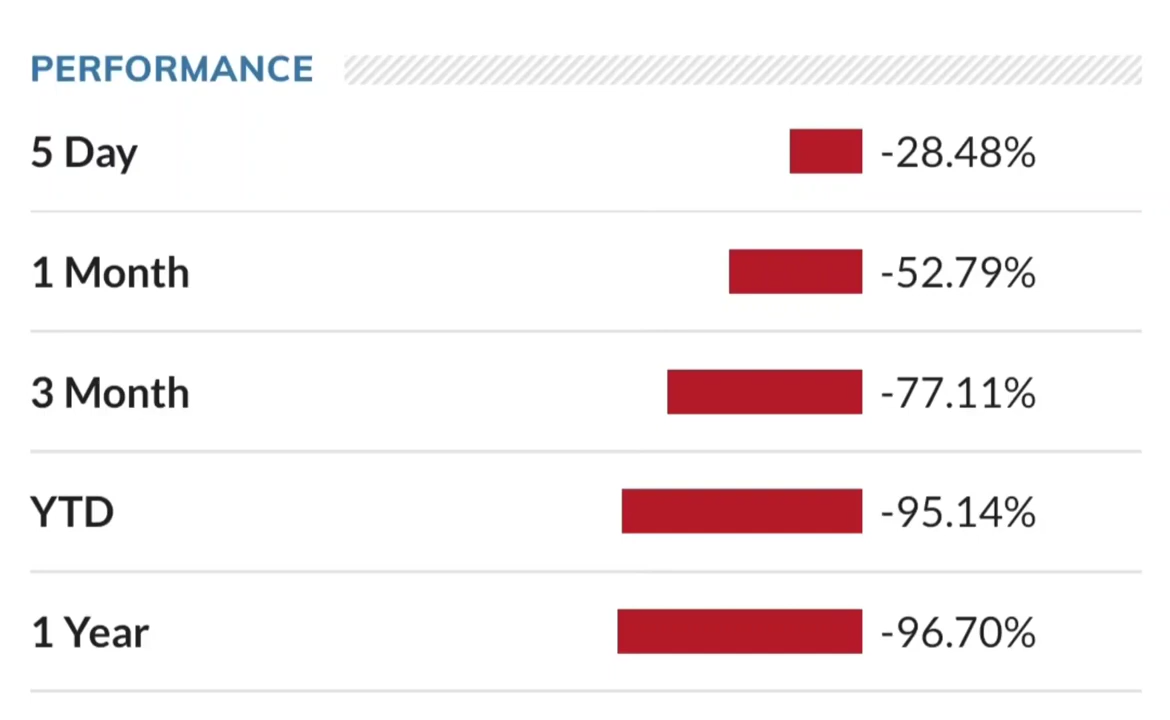 PERFORMANCE
5 Day -28.48%
1 Month -52.79%
3 Month -77.11%
YTD -95.14%
1 Year -96.70%